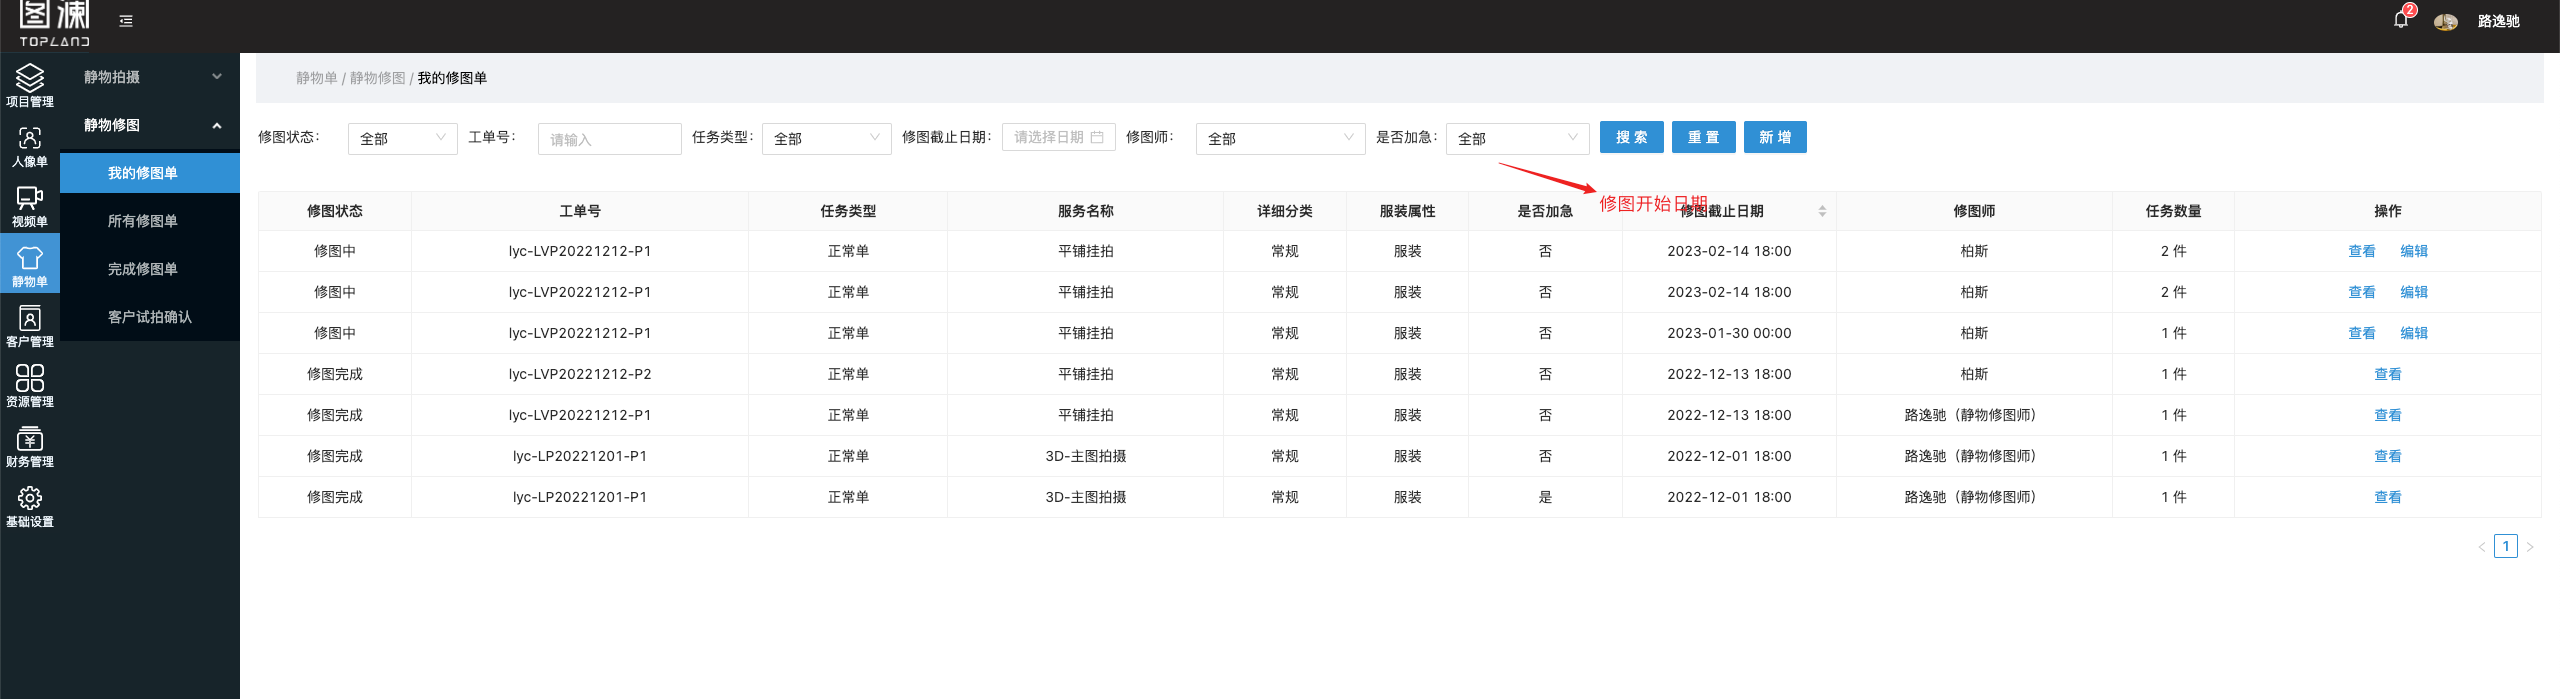 图澜
TOPLAND
2
路逸驰
项目管理
人像单
视频单
静物单
客户管理
资源管理
财务管理
基础设置
静物拍摄
静物修图
我的修图单
所有修图单
完成修图单
客户试拍确认
静物单 / 静物修图 / 我的修图单
修图状态： 全部 工单号： 请输入 任务类型： 全部 修图截止日期： 请选择日期 修图师： 全部 是否加急： 全部 搜 索 重 置 新 增
修图开始日期
修图状态 工单号 任务类型 服务名称 详细分类 服装属性 是否加急 修图截止日期 修图师 任务数量 操作
修图中 lyc-LVP20221212-P1 正常单 平铺挂拍 常规 服装 否 2023-02-14 18:00 柏斯 2 件 查看 编辑
修图中 lyc-LVP20221212-P1 正常单 平铺挂拍 常规 服装 否 2023-02-14 18:00 柏斯 2 件 查看 编辑
修图中 lyc-LVP20221212-P1 正常单 平铺挂拍 常规 服装 否 2023-01-30 00:00 柏斯 1 件 查看 编辑
修图完成 lyc-LVP20221212-P2 正常单 平铺挂拍 常规 服装 否 2022-12-13 18:00 柏斯 1 件 查看
修图完成 lyc-LVP20221212-P1 正常单 平铺挂拍 常规 服装 否 2022-12-13 18:00 路逸驰（静物修图师） 1 件 查看
修图完成 lyc-LP20221201-P1 正常单 3D-主图拍摄 常规 服装 否 2022-12-01 18:00 路逸驰（静物修图师） 1 件 查看
修图完成 lyc-LP20221201-P1 正常单 3D-主图拍摄 常规 服装 是 2022-12-01 18:00 路逸驰（静物修图师） 1 件 查看
< 1 >